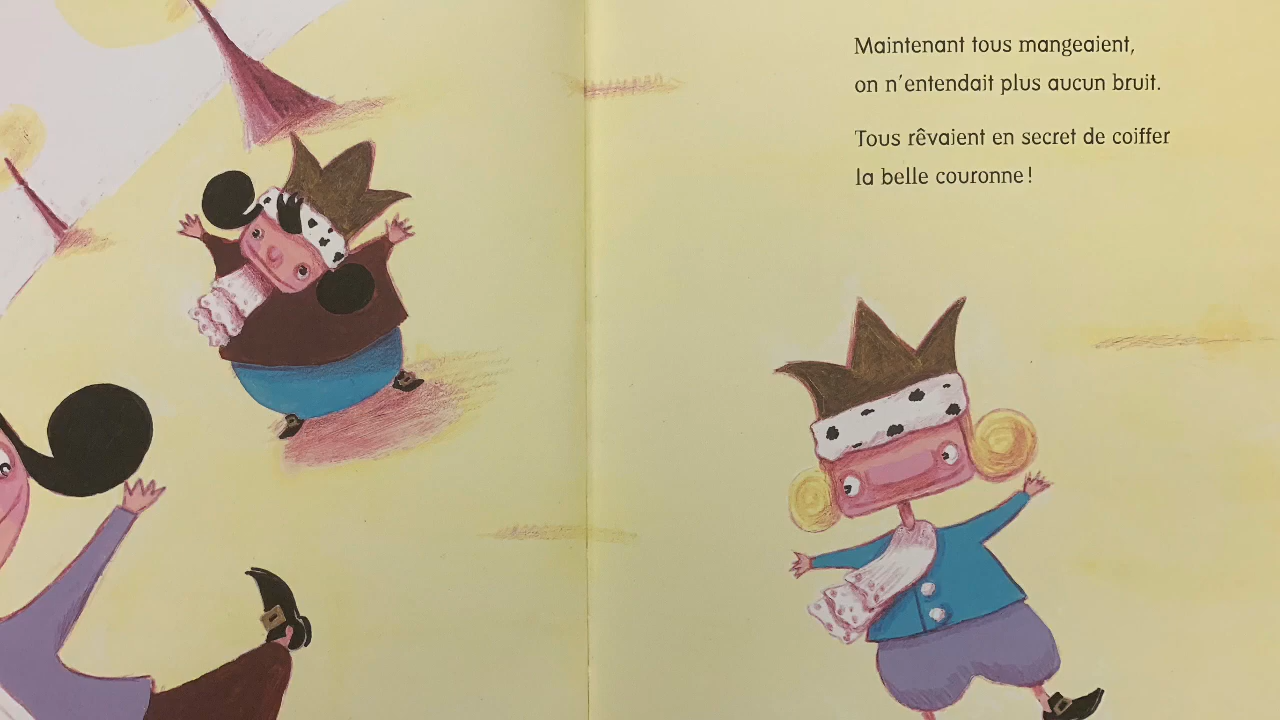 Maintenant tous mangeaient,
on n'entendait plus aucun bruit.
Tous rêvaient en secret de coiffer
la belle couronne !